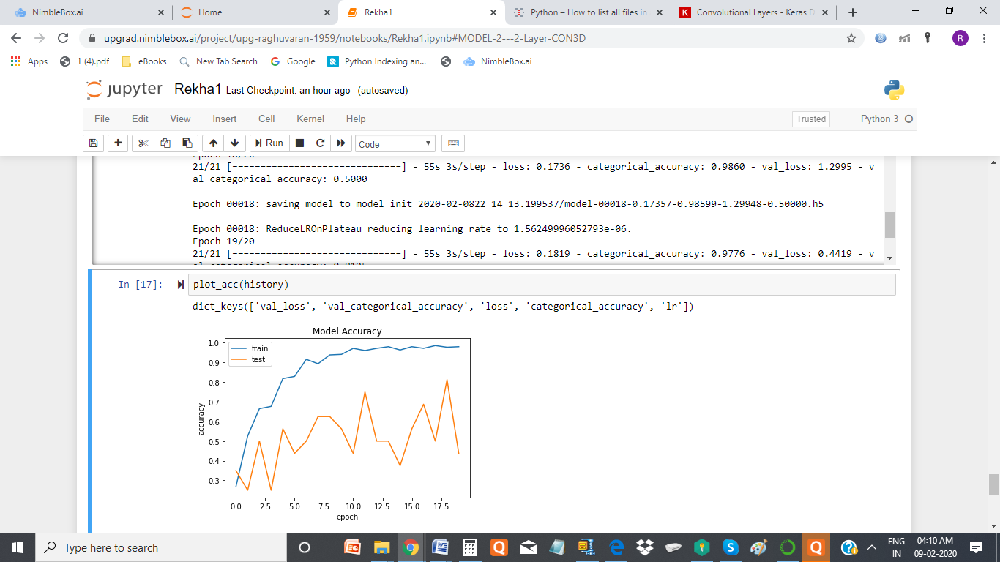 NimbleBox.ai
Home
Rekha1
Python – How to list all files in
Convolutional Layers - Keras D
upgrad.nimblebox.ai/project/upg-raghuvaran-1959/notebooks/Rekha1.ipynb#MODEL-2---2-Layer-CON3D
R
Apps
1 (4).pdf
eBooks
New Tab Search
Google
Python Indexing an...
NimbleBox.ai
jupyter Rekha1 Last Checkpoint: an hour ago (autosaved)
File Edit View Insert Cell Kernel Help
Trusted
Python 3
Run
Code
21/21 [==============================] - 55s 3s/step - loss: 0.1736 - categorical_accuracy: 0.9860 - val_loss: 1.2995 - v
al_categorical_accuracy: 0.5000
Epoch 00018: saving model to model_init_2020-02-0822_14_13.199537/model-00018-0.17357-0.98599-1.29948-0.50000.h5
Epoch 00018: ReduceLROnPlateau reducing learning rate to 1.56249996052793e-06.
Epoch 19/20
21/21 [==============================] - 55s 3s/step - loss: 0.1819 - categorical_accuracy: 0.9776 - val_loss: 0.4419 - v
In [17]:
plot_acc(history)
dict_keys(['val_loss', 'val_categorical_accuracy', 'loss', 'categorical_accuracy', 'lr'])
Model Accuracy
train
test
1.0
0.9
0.8
0.7
0.6
0.5
0.4
0.3
accuracy
0.0 2.5 5.0 7.5 10.0 12.5 15.0 17.5
epoch
Type here to search
ENG
IN
04:10 AM
09-02-2020